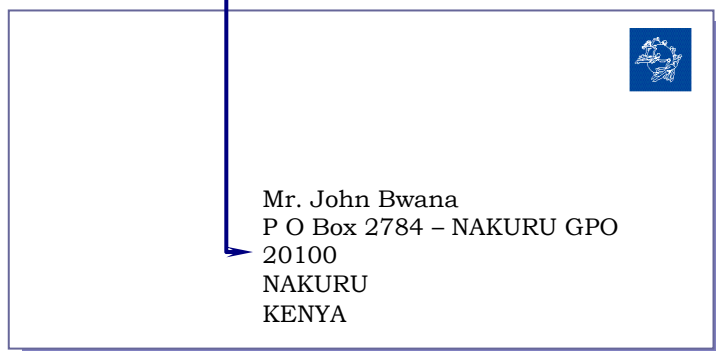 Mr. John Bwana
P O Box 2784 – NAKURU GPO
20100
NAKURU
KENYA